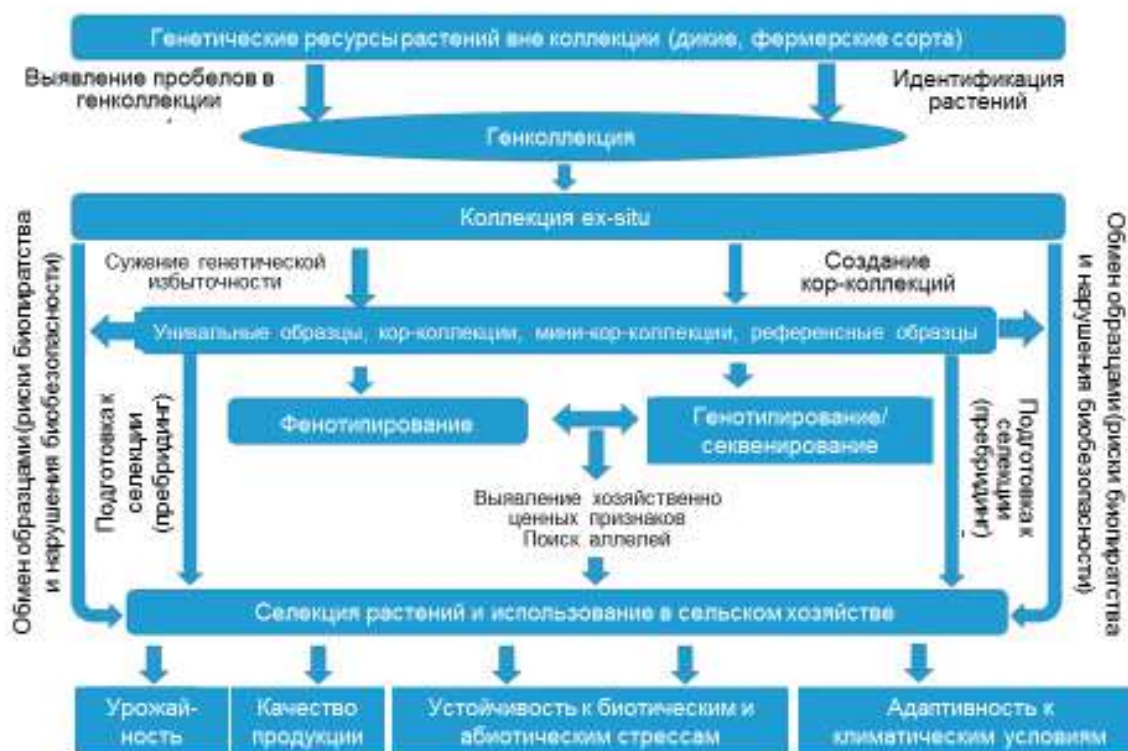 Генетические ресурсы растений вне коллекции (дикие, фермерские сорта)
Выявление пробелов в
генколлекции
Идентификация
растений
Генколлекция
Коллекция ex-situ
Сужение генетической
избыточности
Создание
кор-коллекций
Уникальные образцы, кор-коллекции, мини-кор-коллекции, референсные образцы
Обмен образцами(риски биопиратства
и нарушения биобезопасности)
Подготовка к
селекции
(пребридинг)
Фенотипирование
Генотипирование/
секвенирование
Подготовка к
селекции
(пребридинг)
Обмен образцами(риски биопиратства
и нарушения биобезопасности)
Выявление хозяйственно
ценных признаков
Поиск аллелей
Селекция растений и использование в сельском хозяйстве
Урожай-
ность
Качество
продукции
Устойчивость к биотическим и
абиотическим стрессам
Адаптивность к
климатическим условиям